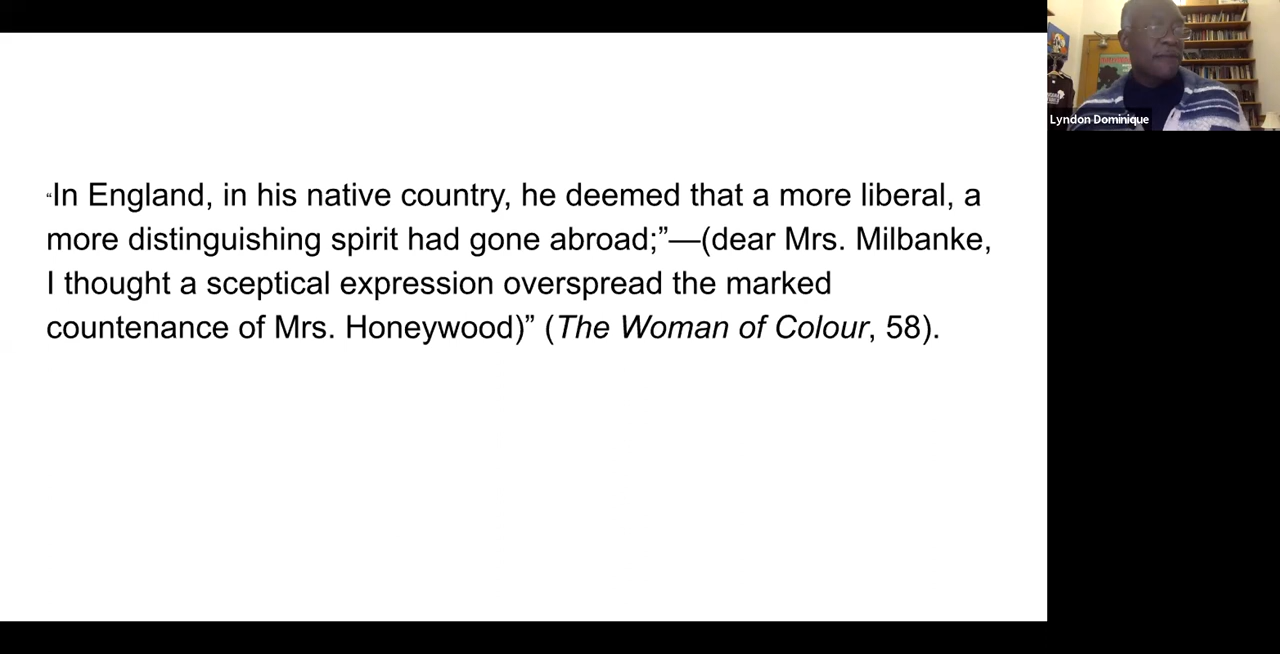 “In England, in his native country, he deemed that a more liberal, a
more distinguishing spirit had gone abroad;”—(dear Mrs. Milbanke,
I thought a sceptical expression overspread the marked
countenance of Mrs. Honeywood)” (The Woman of Colour, 58).
Lyndon Dominique